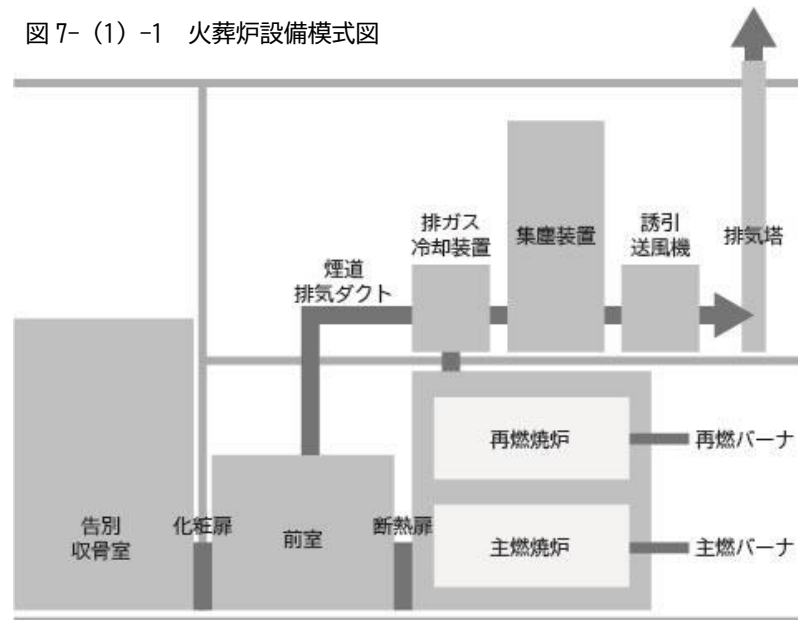 図 7-（1）-1　火葬炉設備模式図
排ガス
冷却装置
集塵装置
誘引
送風機
排気塔
煙道
排気ダクト
再燃焼炉
再燃バーナ
告別
収骨室
化粧扉
前室
断熱扉
主燃焼炉
主燃バーナ